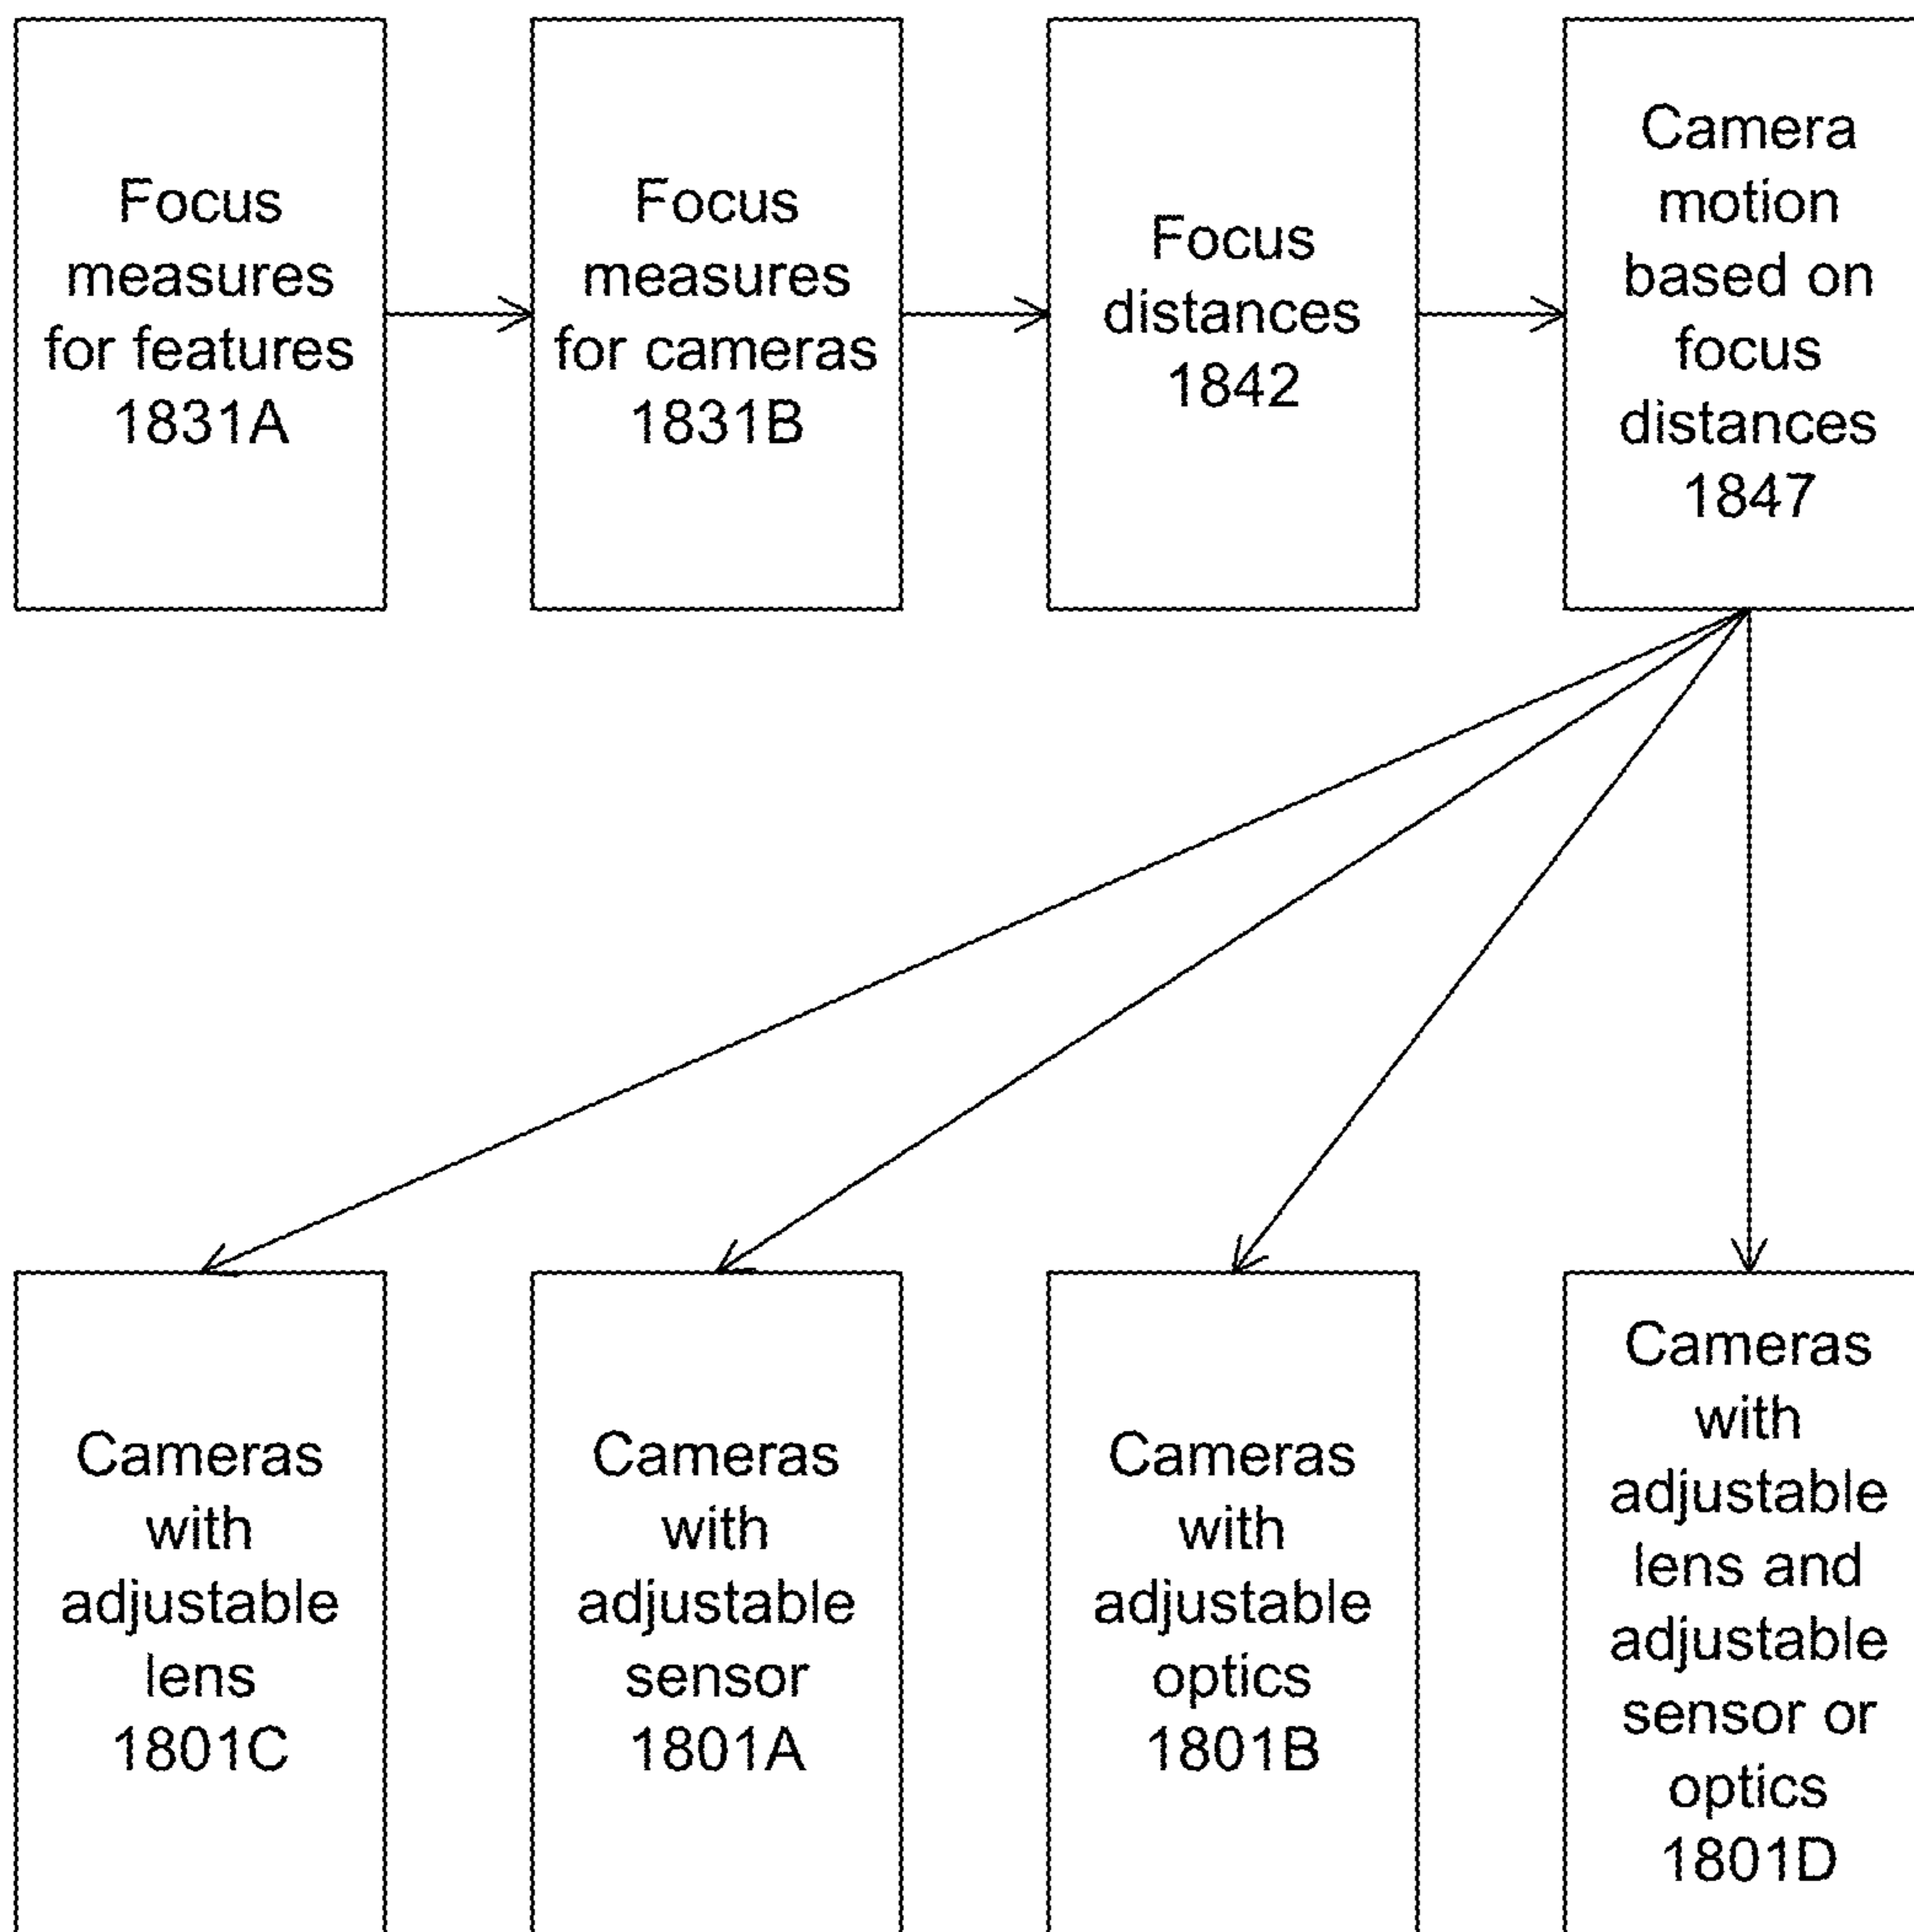 Focus
measures
for features
1831A
Focus
measures
for cameras
1831B
Focus
distances
1842
Camera
motion
based on
focus
distances
1847
Cameras
with
adjustable
lens
1801C
Cameras
with
adjustable
sensor
1801A
Cameras
with
adjustable
optics
1801B
Cameras
with
adjustable
lens and
adjustable
sensor or
optics
1801D